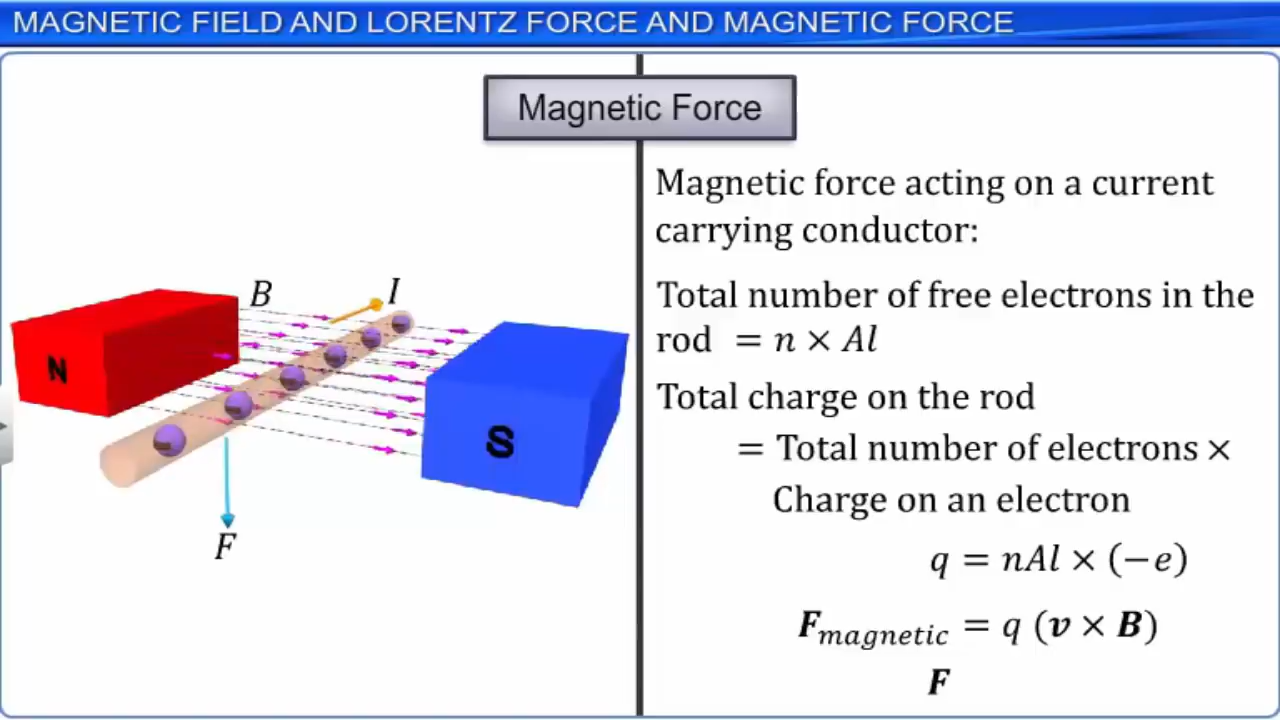 MAGNETIC FIELD AND LORENTZ FORCE AND MAGNETIC FORCE
Magnetic Force
B
I
N
S
F
Magnetic force acting on a current
carrying conductor:
Total number of free electrons in the
rod = n × Al
Total charge on the rod
= Total number of electrons ×
Charge on an electron
q = nAl × (−e)
F_magnetic = q (v × B)
F